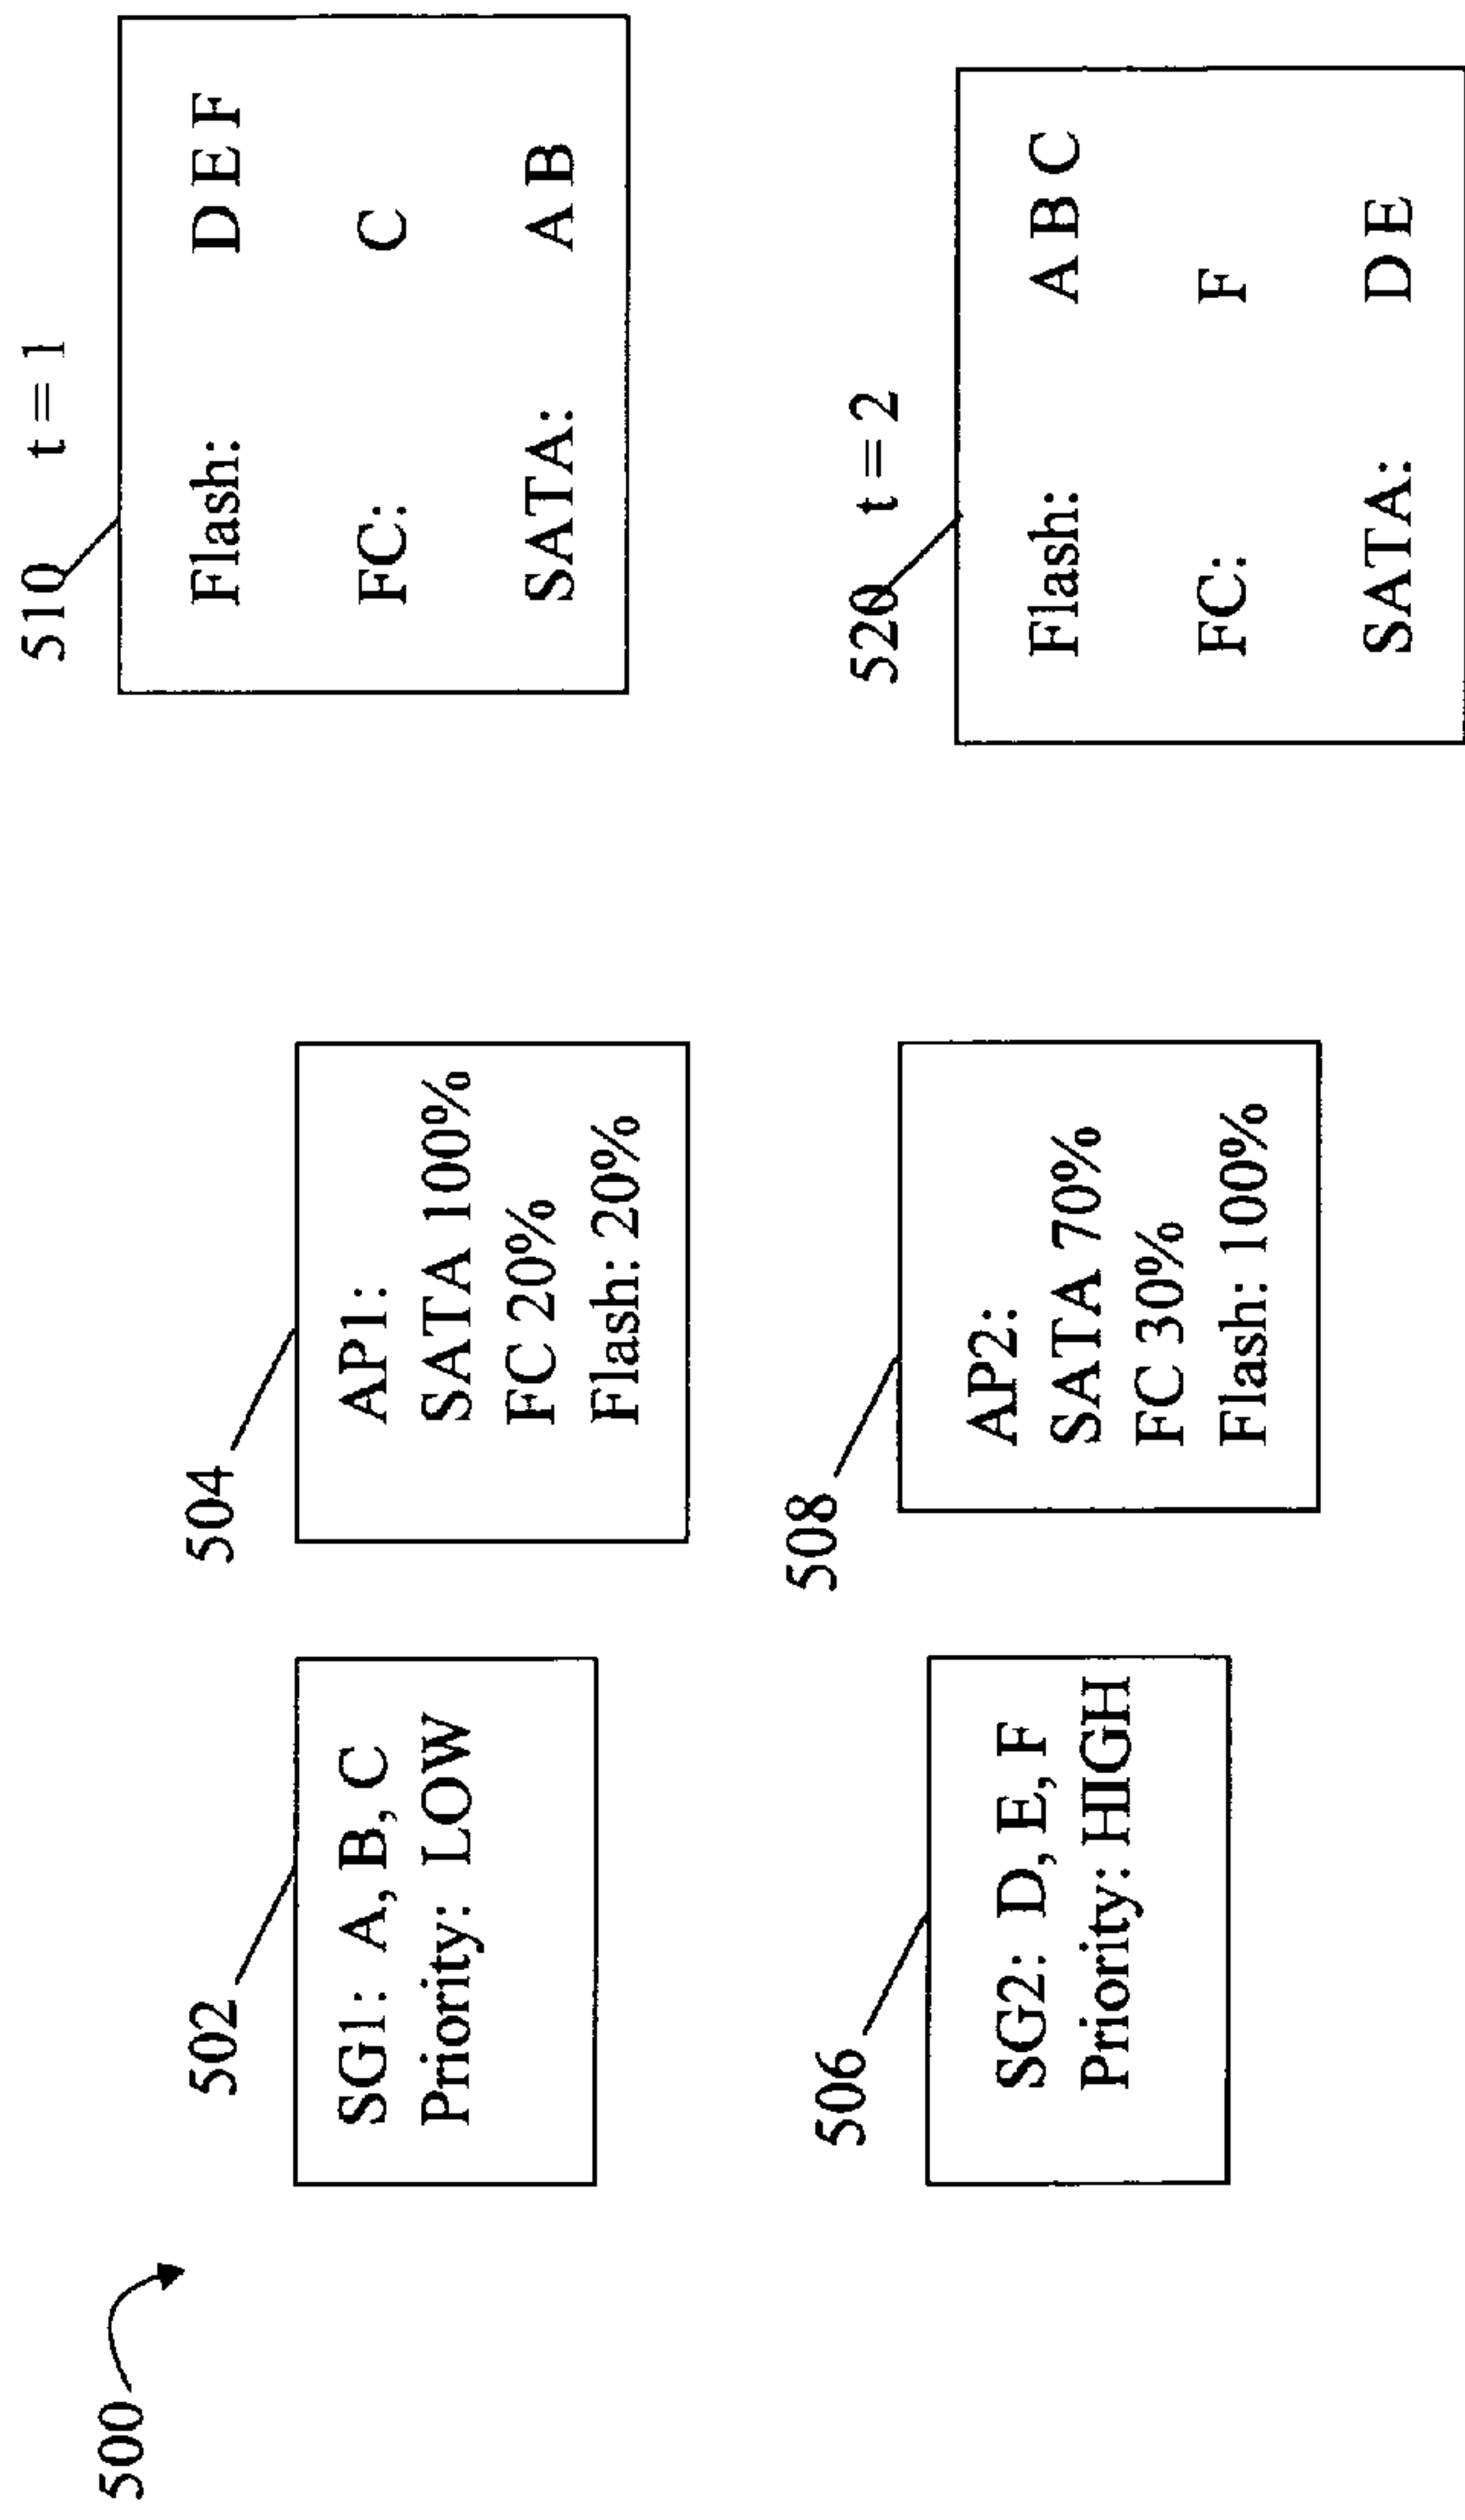 500
502
SG1: A, B, C
Priority: LOW
504
AP1:
SATA 100%
FC 20%
Flash: 20%
510 t = 1
Flash: D E F
FC: C
SATA: A B
506
SG2: D, E, F
Priority: HIGH
508
AP2:
SATA 70%
FC 30%
Flash: 100%
520 t = 2
Flash: A B C
FC: F
SATA: D E